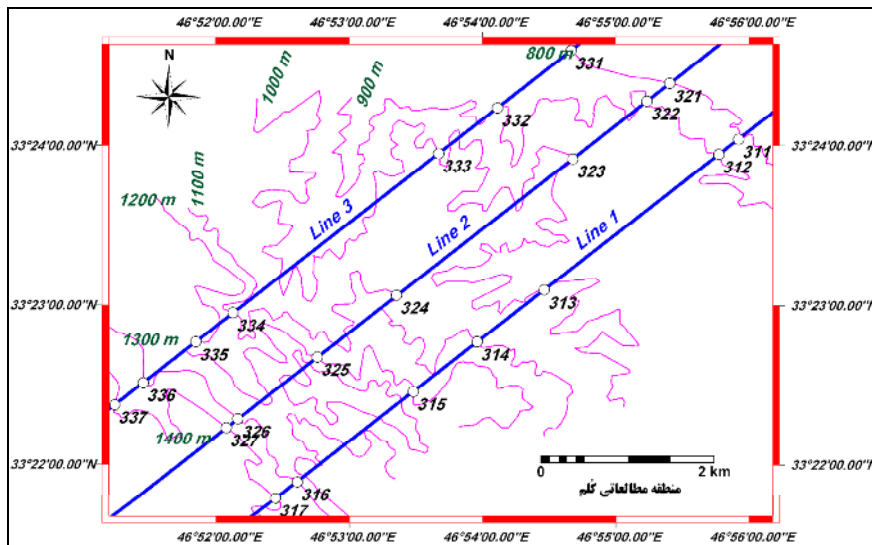 46°52'00.00"E 46°53'00.00"E 46°54'00.00"E 46°55'00.00"E 46°56'00.00"E
N
1000 m
900 m
800 m
331
321
332
322
33°24'00.00"N
33°24'00.00"N
311
312
333
323
1100 m
1200 m
Line 3
Line 2
Line 1
33°23'00.00"N
33°23'00.00"N
313
324
334
1300 m
335
314
325
336
315
337
326
327
1400 m
33°22'00.00"N
33°22'00.00"N
0 2 km
316
منطقه مطالعاتی کُلم
317
46°52'00.00"E 46°53'00.00"E 46°54'00.00"E 46°55'00.00"E 46°56'00.00"E